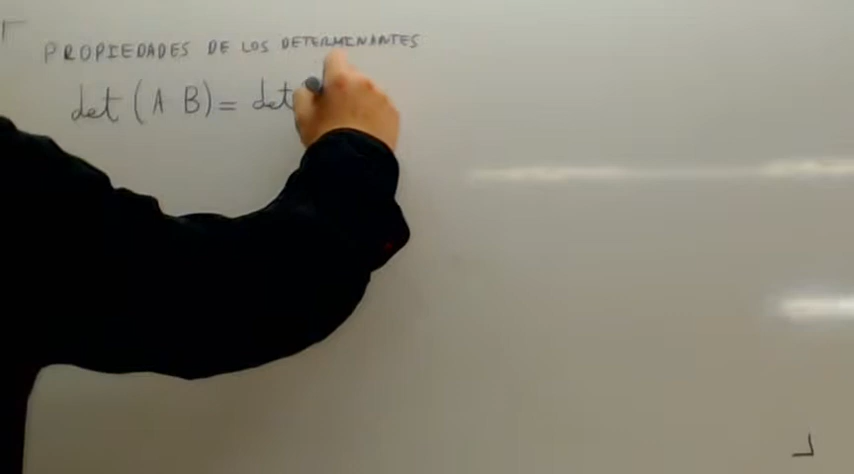 PROPIEDADES DE LOS DETERMINANTES
det (A B) = det